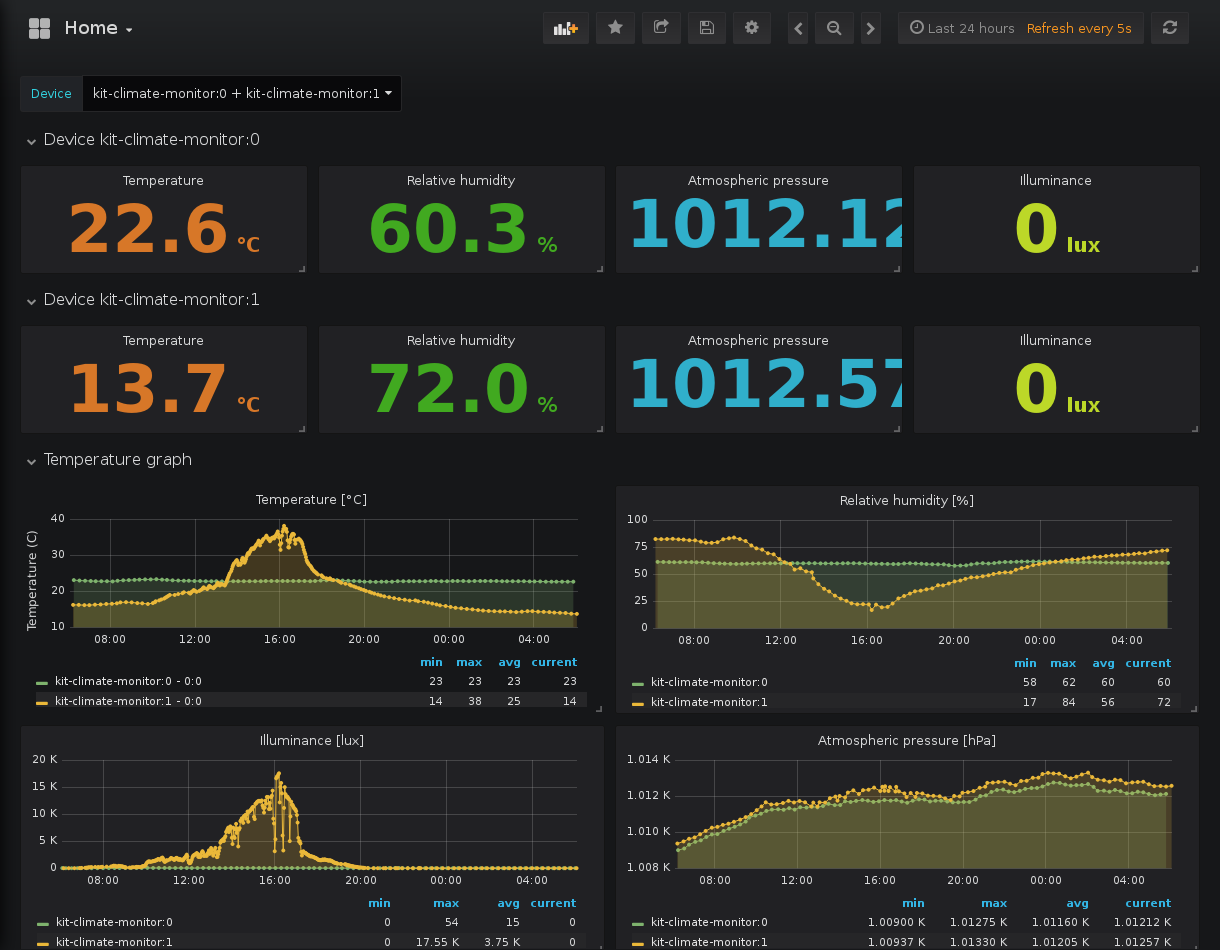 Home
Last 24 hours Refresh every 5s
Device kit-climate-monitor:0 + kit-climate-monitor:1
Device kit-climate-monitor:0
Temperature Relative humidity Atmospheric pressure Illuminance
22.6 °C 60.3 % 1012.12 0 lux
Device kit-climate-monitor:1
Temperature Relative humidity Atmospheric pressure Illuminance
13.7 °C 72.0 % 1012.57 0 lux
Temperature graph
Temperature [°C]
Temperature (C)
40
30
20
10
08:00 12:00 16:00 20:00 00:00 04:00
min max avg current
kit-climate-monitor:0 - 0:0 23 23 23 23
kit-climate-monitor:1 - 0:0 14 38 25 14
Relative humidity [%]
100
75
50
25
0
08:00 12:00 16:00 20:00 00:00 04:00
min max avg current
kit-climate-monitor:0 58 62 60 60
kit-climate-monitor:1 17 84 56 72
Illuminance [lux]
20 K
15 K
10 K
5 K
0
08:00 12:00 16:00 20:00 00:00 04:00
min max avg current
kit-climate-monitor:0 0 54 15 0
kit-climate-monitor:1 0 17.55 K 3.75 K 0
Atmospheric pressure [hPa]
1.014 K
1.012 K
1.010 K
1.008 K
08:00 12:00 16:00 20:00 00:00 04:00
min max avg current
kit-climate-monitor:0 1.00900 K 1.01275 K 1.01160 K 1.01212 K
kit-climate-monitor:1 1.00937 K 1.01330 K 1.01205 K 1.01257 K